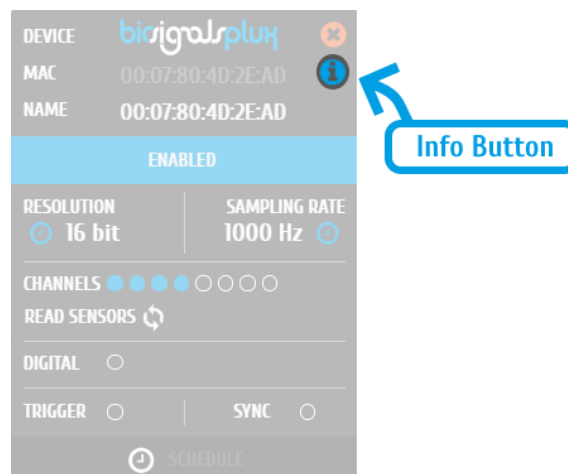 DEVICE biosignalsplux
MAC 00:07:80:4D:2E:AD
NAME 00:07:80:4D:2E:AD
ENABLED
RESOLUTION SAMPLING RATE
16 bit 1000 Hz
CHANNELS
READ SENSORS
DIGITAL
TRIGGER SYNC
SCHEDULE
i
Info Button